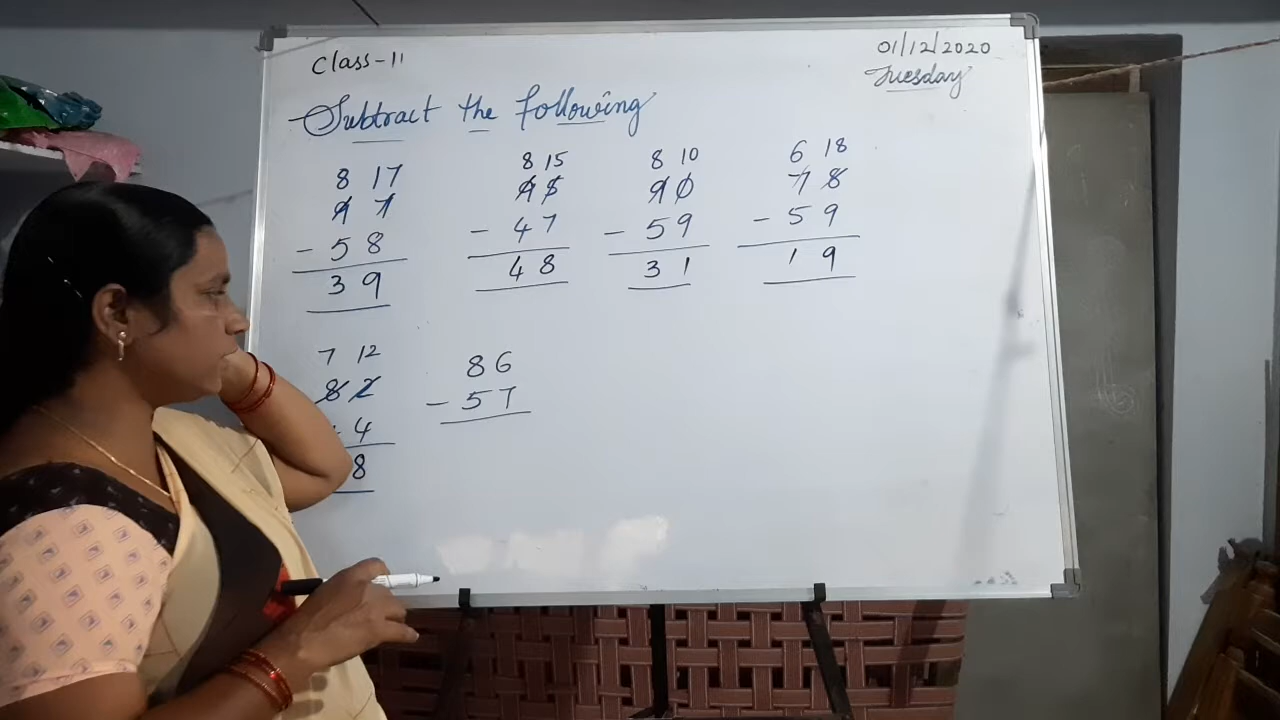 Class-II
01/12/2020
Tuesday
Subtract the following
8 17
9 7
- 5 8
3 9
8 15
9 5
- 4 7
4 8
8 10
9 0
- 5 9
3 1
6 18
7 8
- 5 9
1 9
7 12
8 2
4
8
8 6
- 5 7